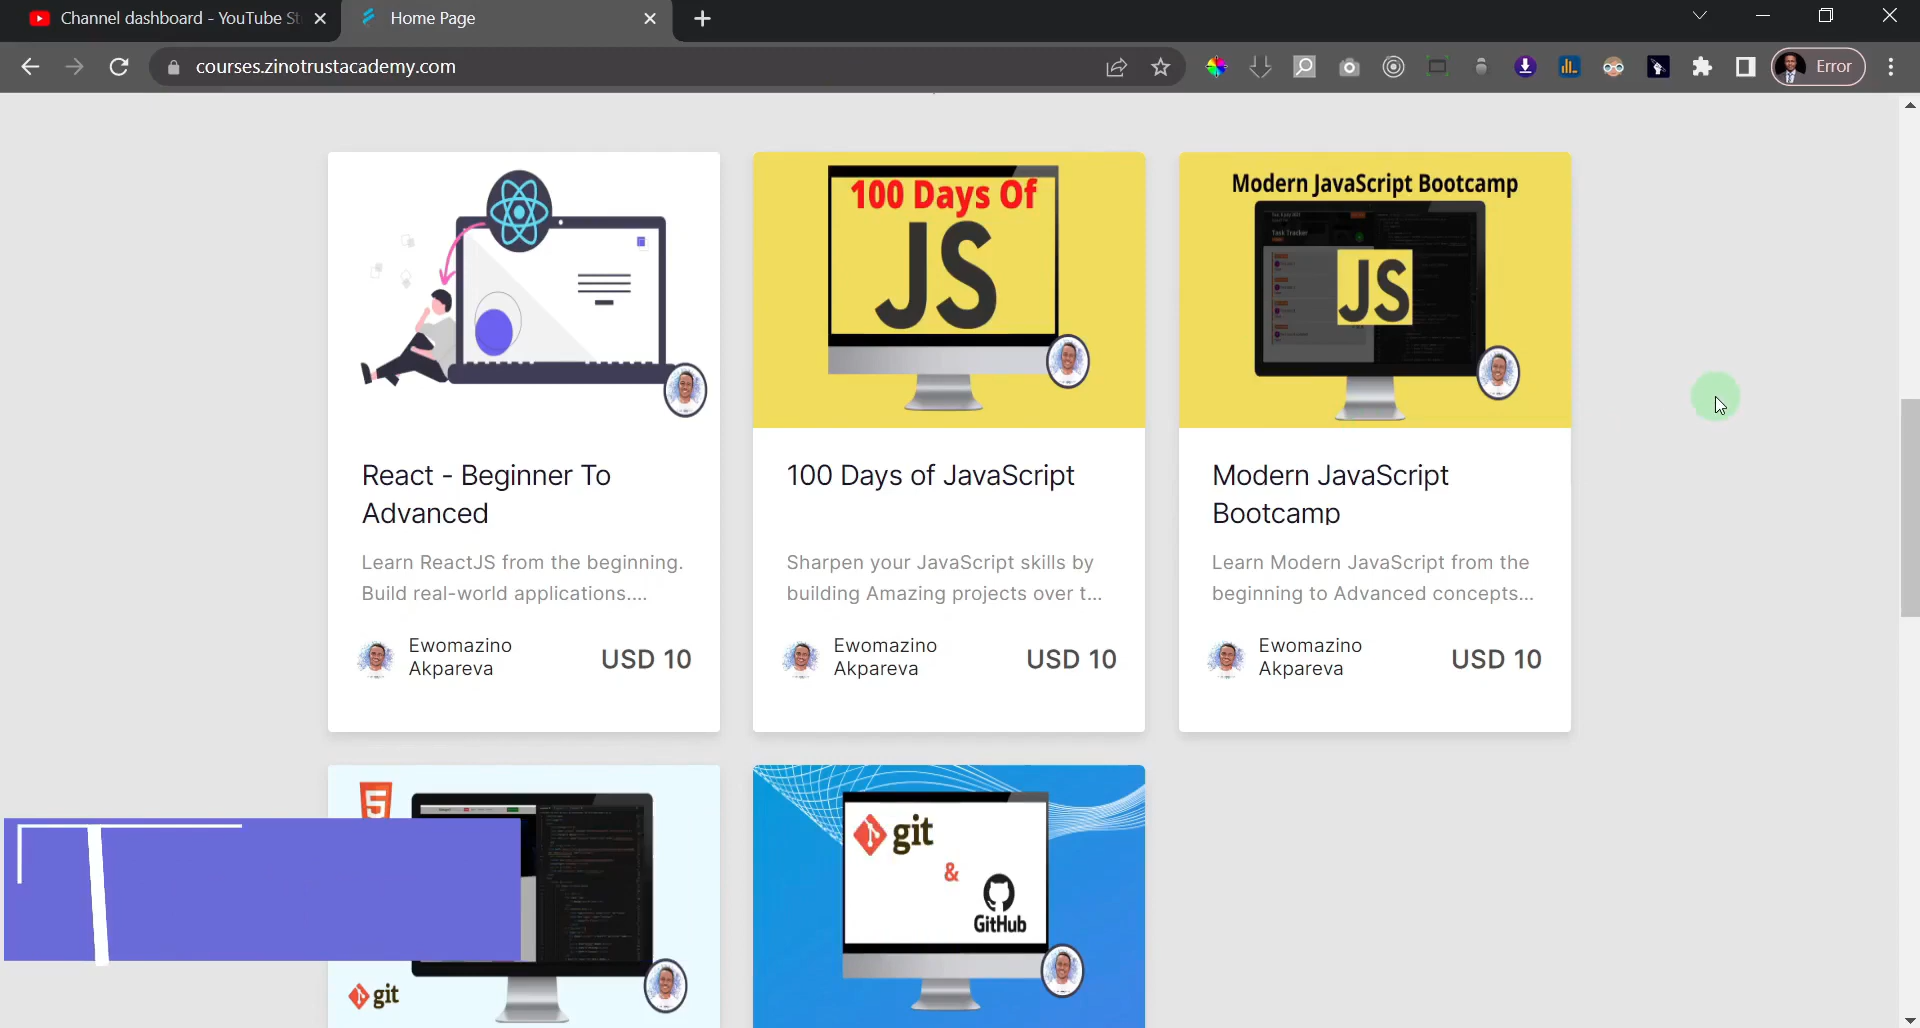 Channel dashboard - YouTube St
Home Page
courses.zinotrustacademy.com
Error
100 Days Of
JS
Modern JavaScript Bootcamp
Task Tracker
JS
React - Beginner To
Advanced
100 Days of JavaScript
Modern JavaScript
Bootcamp
Learn ReactJS from the beginning.
Build real-world applications....
Sharpen your JavaScript skills by
building Amazing projects over t...
Learn Modern JavaScript from the
beginning to Advanced concepts...
Ewomazino
Akpareva
USD 10
Ewomazino
Akpareva
USD 10
Ewomazino
Akpareva
USD 10
5
git
git
&
GitHub